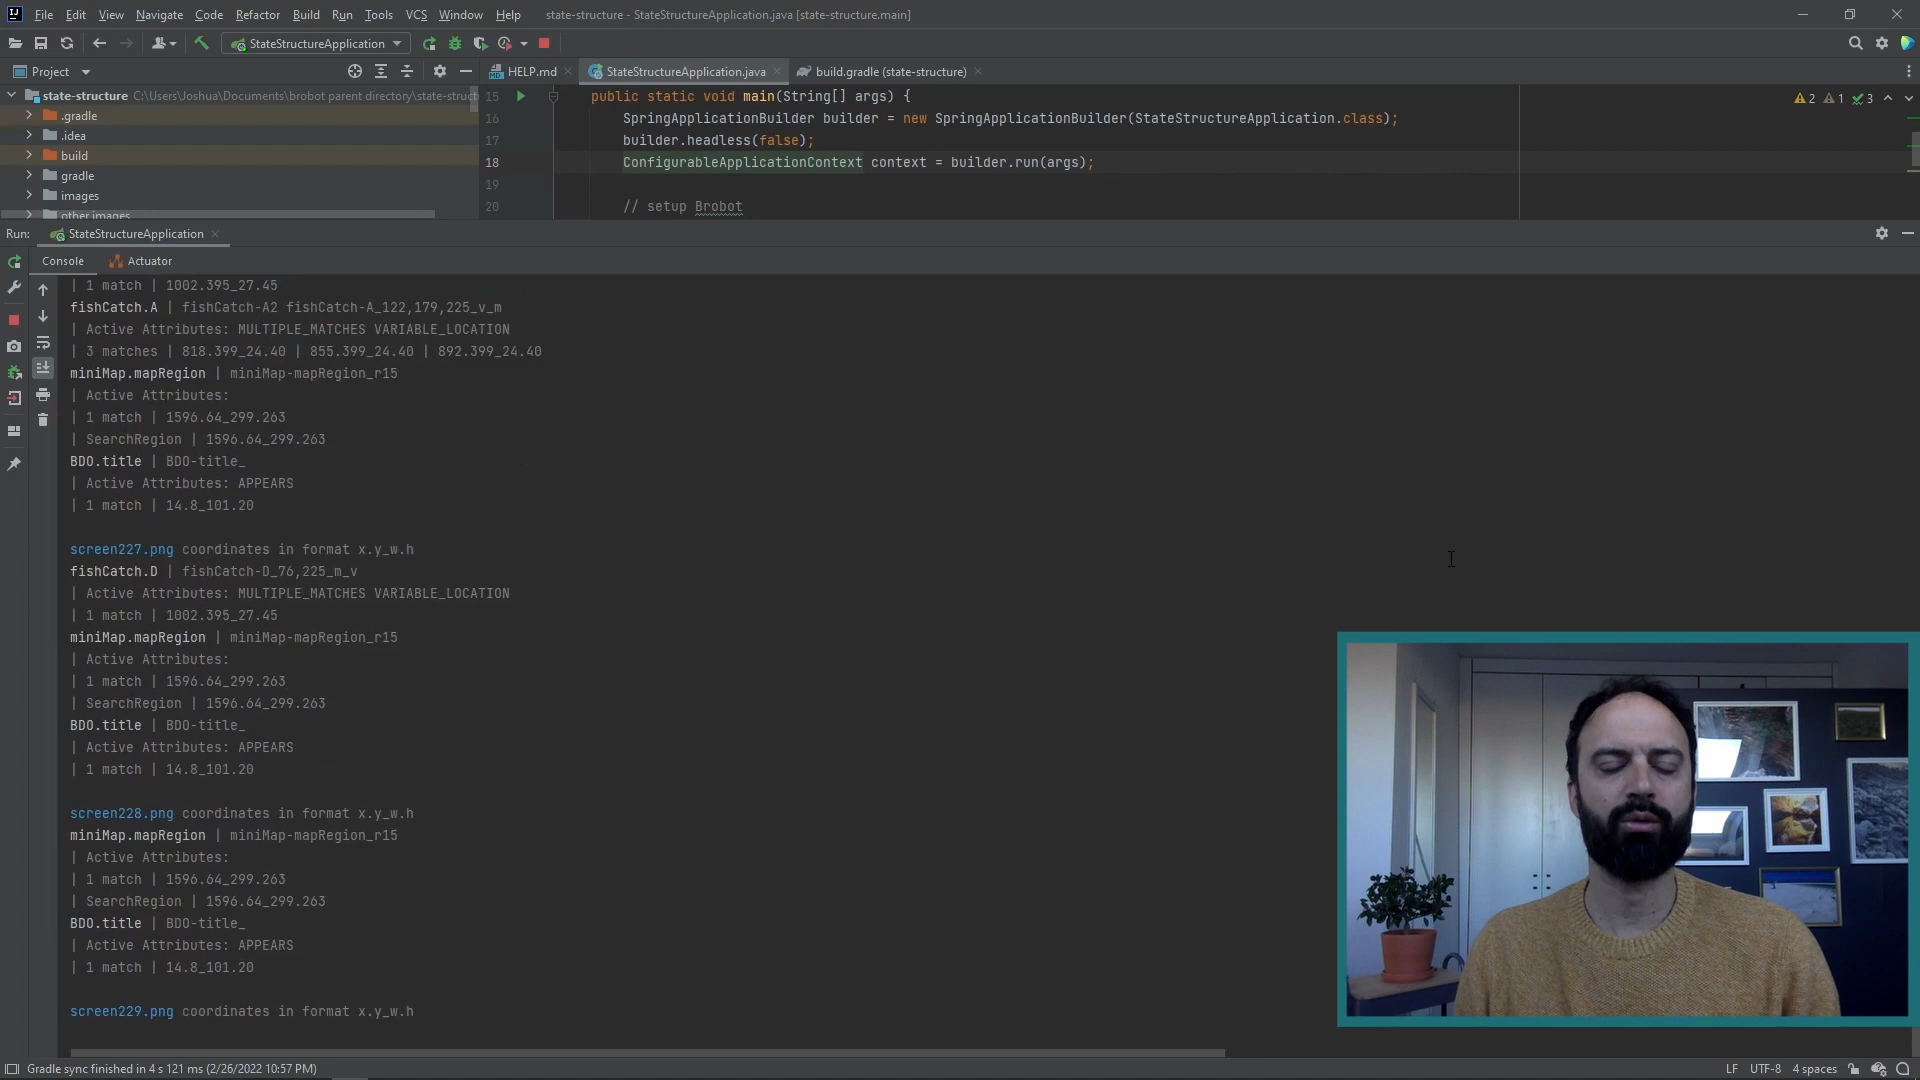 File Edit View Navigate Code Refactor Build Run Tools VCS Window Help state-structure - StateStructureApplication.java [state-structure.main]
StateStructureApplication
Project
HELP.md StateStructureApplication.java build.gradle (state-structure)
state-structure C:\Users\Joshua\Documents\brobot parent directory\state-struct
.gradle
.idea
build
gradle
images
other images
15 public static void main(String[] args) {
16 SpringApplicationBuilder builder = new SpringApplicationBuilder(StateStructureApplication.class);
17 builder.headless(false);
18 ConfigurableApplicationContext context = builder.run(args);
19
20 // setup Brobot
2 1 3
Run: StateStructureApplication
Console Actuator
| 1 match | 1002.395_27.45
fishCatch.A | fishCatch-A2 fishCatch-A_122,179,225_v_m
| Active Attributes: MULTIPLE_MATCHES VARIABLE_LOCATION
| 3 matches | 818.399_24.40 | 855.399_24.40 | 892.399_24.40
miniMap.mapRegion | miniMap-mapRegion_r15
| Active Attributes:
| 1 match | 1596.64_299.263
| SearchRegion | 1596.64_299.263
BDO.title | BDO-title_
| Active Attributes: APPEARS
| 1 match | 14.8_101.20
screen227.png coordinates in format x.y_w.h
fishCatch.D | fishCatch-D_76,225_m_v
| Active Attributes: MULTIPLE_MATCHES VARIABLE_LOCATION
| 1 match | 1002.395_27.45
miniMap.mapRegion | miniMap-mapRegion_r15
| Active Attributes:
| 1 match | 1596.64_299.263
| SearchRegion | 1596.64_299.263
BDO.title | BDO-title_
| Active Attributes: APPEARS
| 1 match | 14.8_101.20
screen228.png coordinates in format x.y_w.h
miniMap.mapRegion | miniMap-mapRegion_r15
| Active Attributes:
| 1 match | 1596.64_299.263
| SearchRegion | 1596.64_299.263
BDO.title | BDO-title_
| Active Attributes: APPEARS
| 1 match | 14.8_101.20
screen229.png coordinates in format x.y_w.h
Gradle sync finished in 4 s 121 ms (2/26/2022 10:57 PM) LF UTF-8 4 spaces